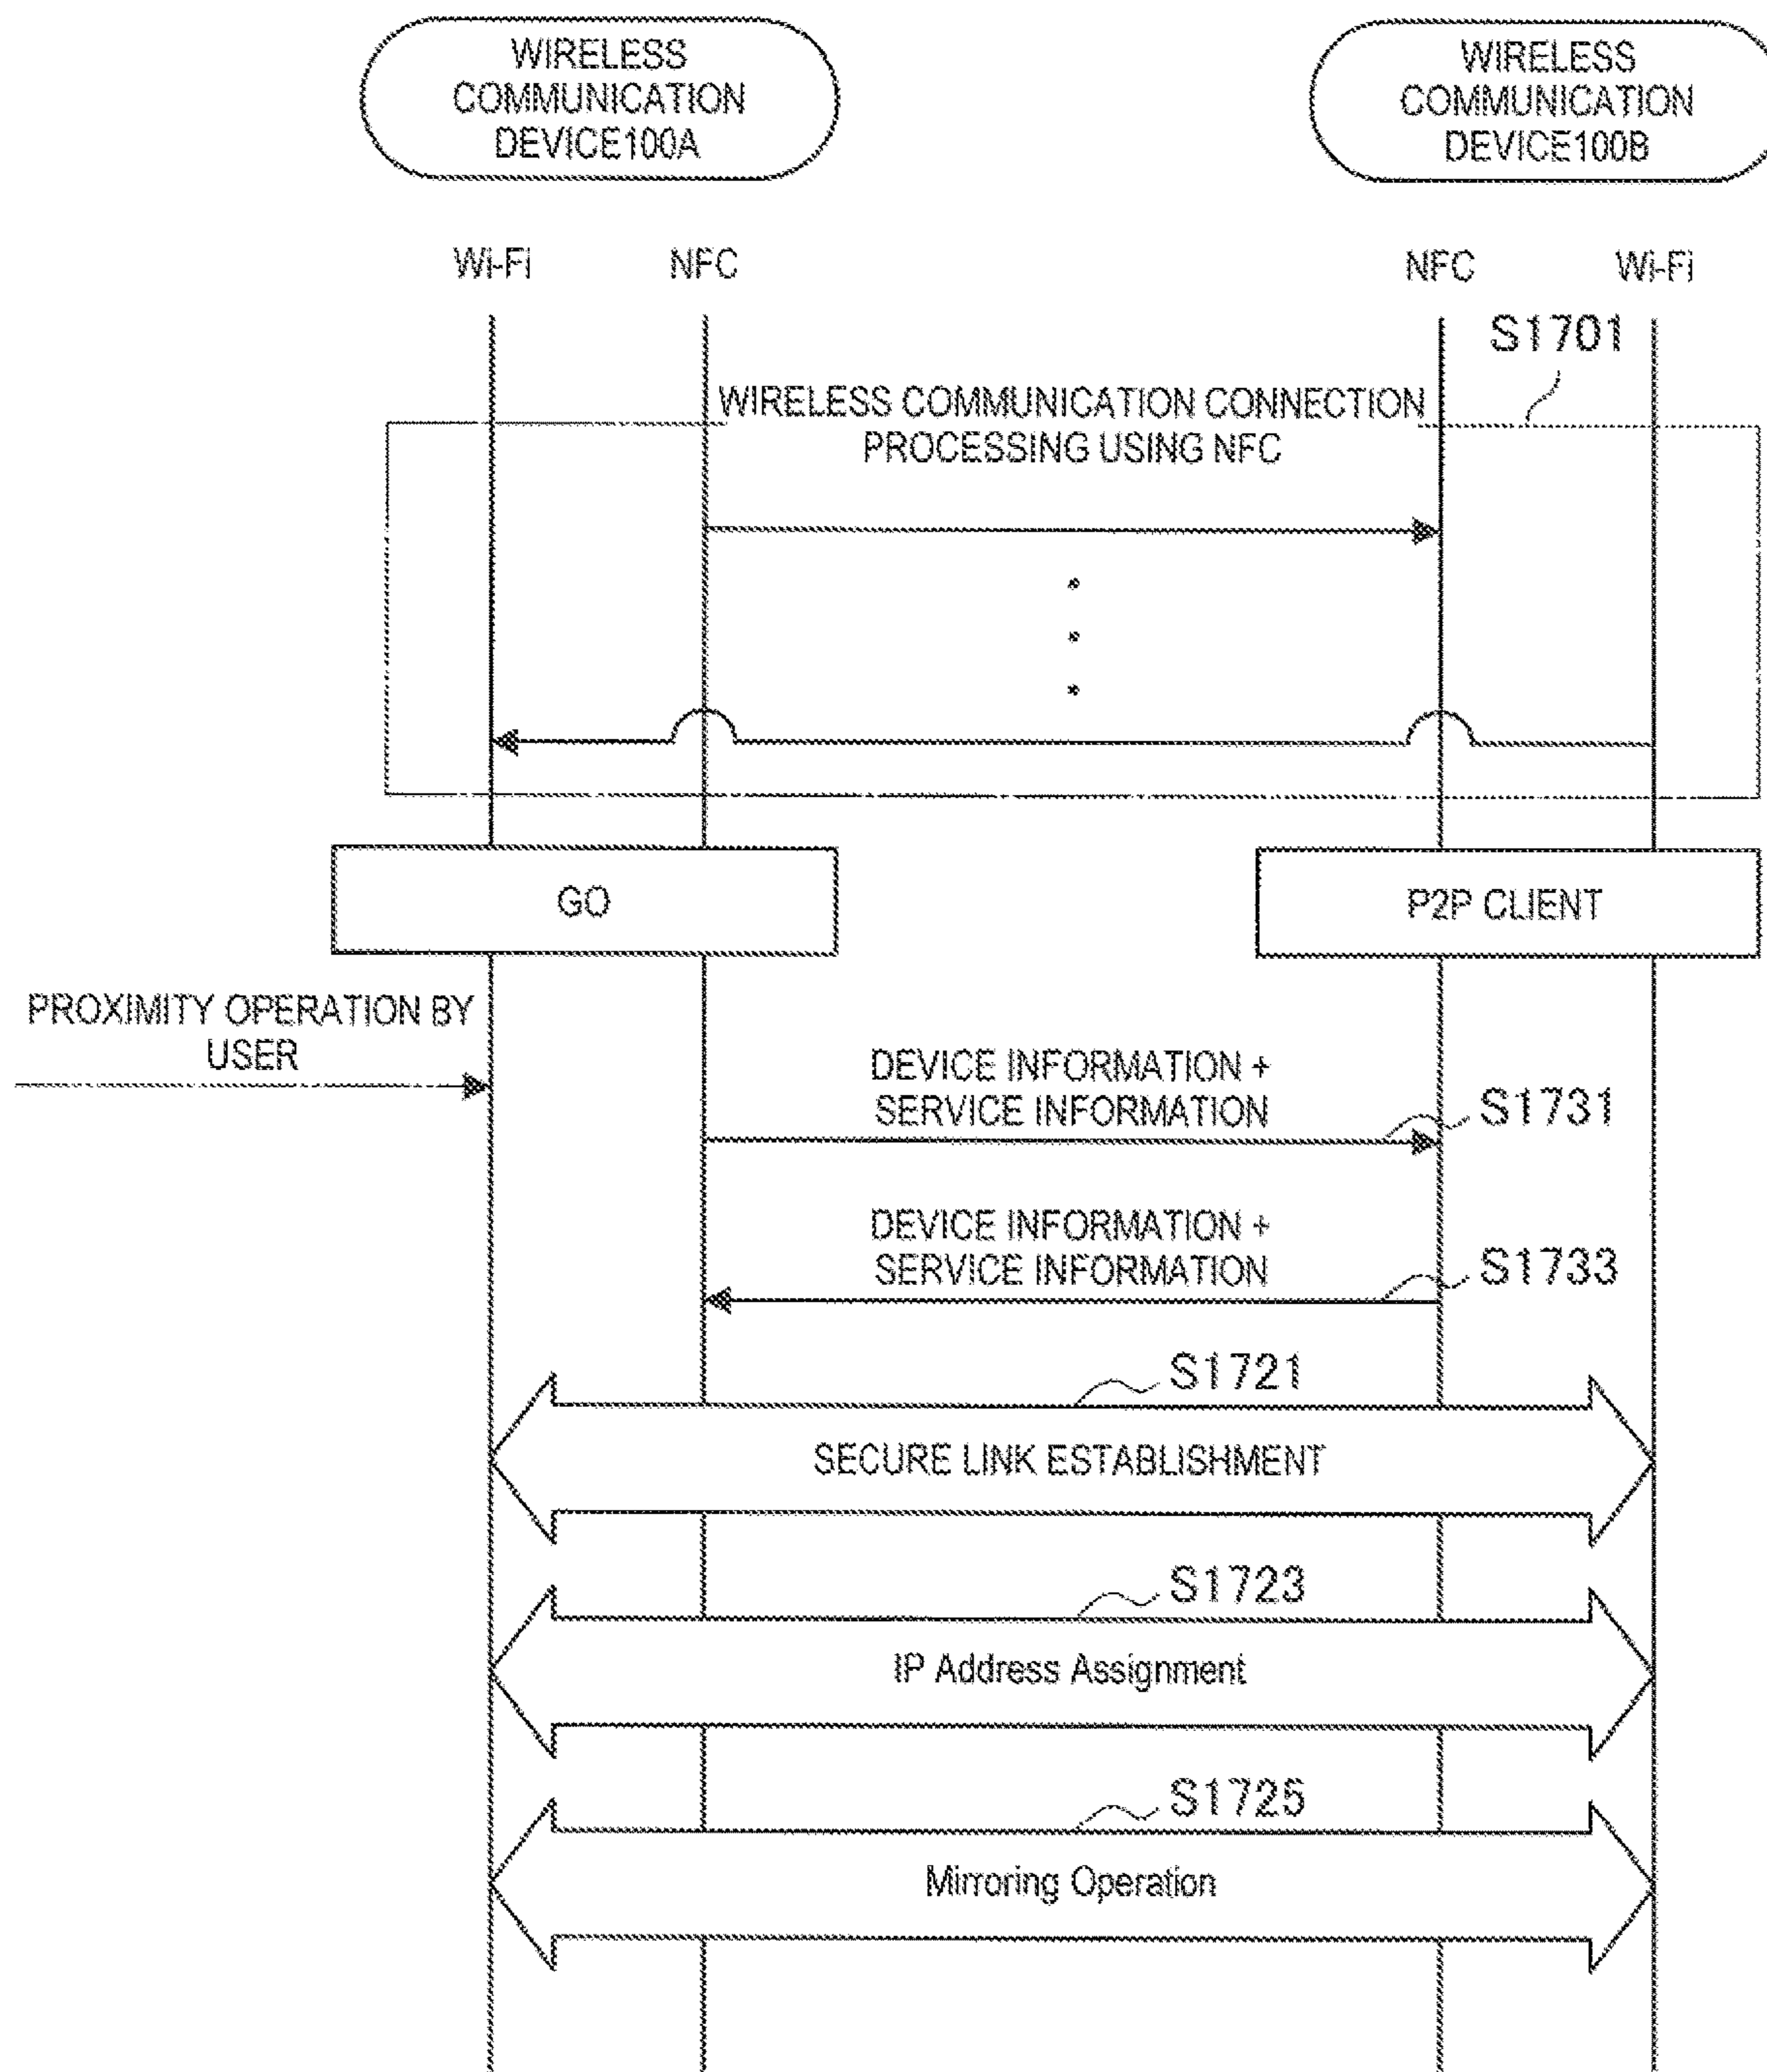 WIRELESS
COMMUNICATION
DEVICE100A
WIRELESS
COMMUNICATION
DEVICE100B
Wi-Fi
NFC
NFC
Wi-Fi
S1701
WIRELESS COMMUNICATION CONNECTION
PROCESSING USING NFC
GO
P2P CLIENT
PROXIMITY OPERATION BY
USER
DEVICE INFORMATION +
SERVICE INFORMATION
S1731
DEVICE INFORMATION +
SERVICE INFORMATION
S1733
S1721
SECURE LINK ESTABLISHMENT
S1723
IP Address Assignment
S1725
Mirroring Operation